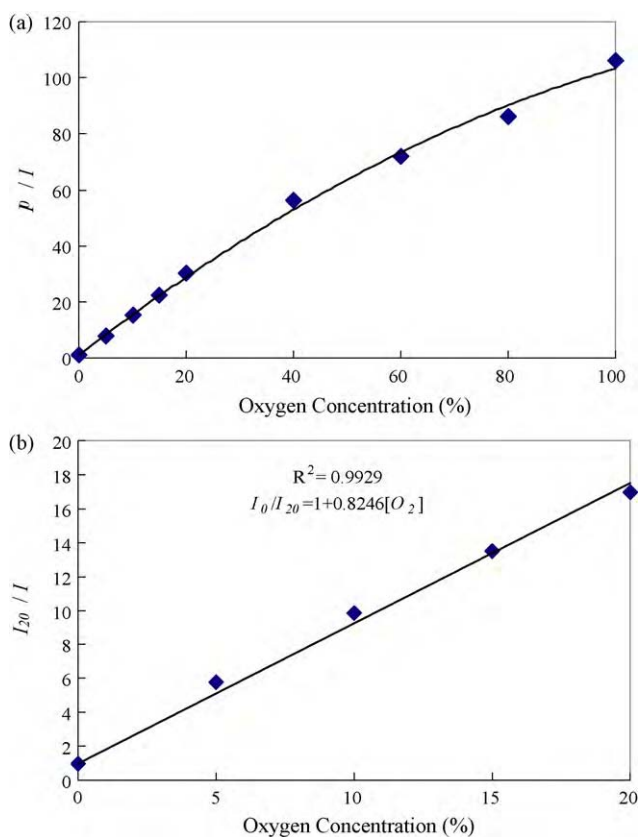 (a)
120
100
80
60
40
20
0
p / I
0 20 40 60 80 100
Oxygen Concentration (%)
(b)
20
18
16
14
12
10
8
6
4
2
0
I20 / I
R² = 0.9929
I0/I20=1+0.8246[O2]
0 5 10 15 20
Oxygen Concentration (%)